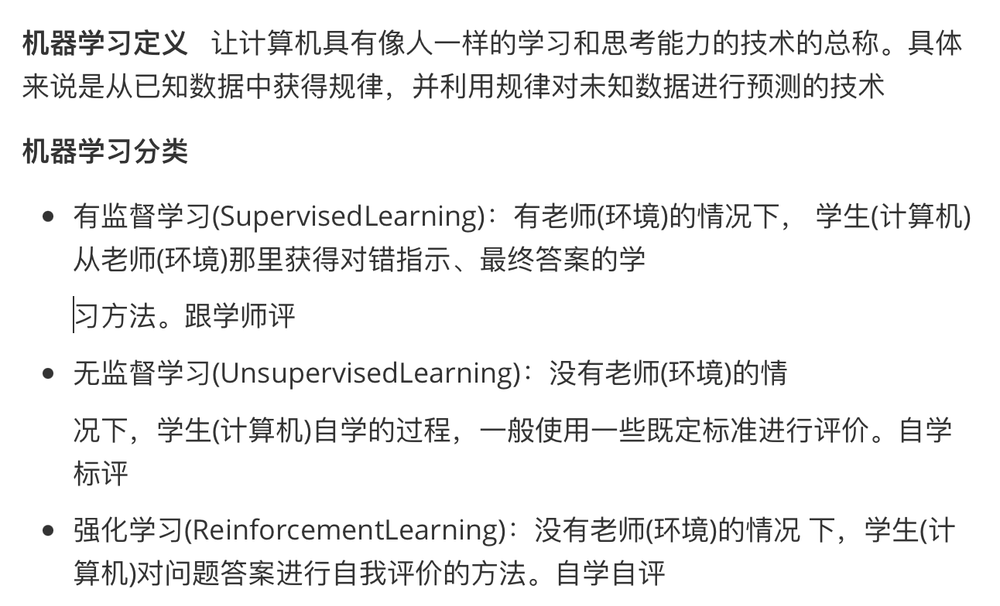 机器学习定义 让计算机具有像人一样的学习和思考能力的技术的总称。具体
来说是从已知数据中获得规律，并利用规律对未知数据进行预测的技术
机器学习分类
• 有监督学习(SupervisedLearning)：有老师(环境)的情况下， 学生(计算机)
从老师(环境)那里获得对错指示、最终答案的学
习方法。跟学师评
• 无监督学习(UnsupervisedLearning)：没有老师(环境)的情
况下，学生(计算机)自学的过程，一般使用一些既定标准进行评价。自学
标评
• 强化学习(ReinforcementLearning)：没有老师(环境)的情况 下，学生(计
算机)对问题答案进行自我评价的方法。自学自评